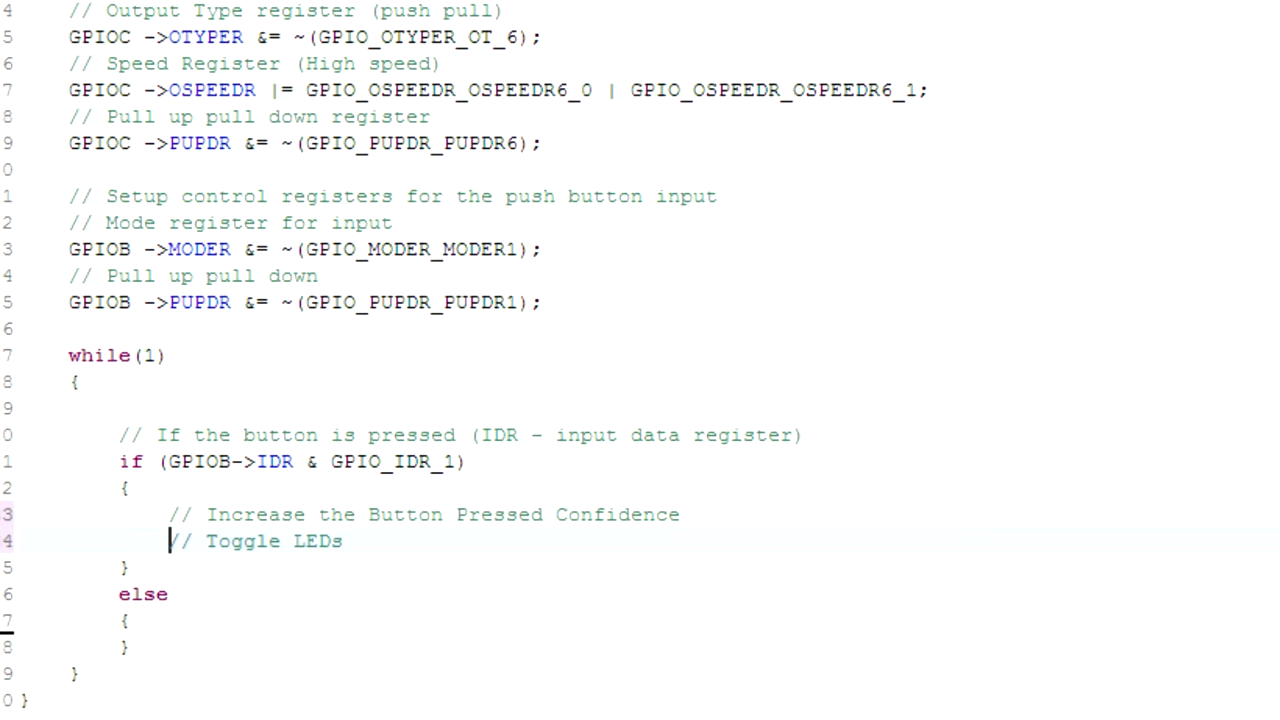 4 // Output Type register (push pull)
5 GPIOC ->OTYPER &= ~(GPIO_OTYPER_OT_6);
6 // Speed Register (High speed)
7 GPIOC ->OSPEEDR |= GPIO_OSPEEDR_OSPEEDR6_0 | GPIO_OSPEEDR_OSPEEDR6_1;
8 // Pull up pull down register
9 GPIOC ->PUPDR &= ~(GPIO_PUPDR_PUPDR6);
0
1 // Setup control registers for the push button input
2 // Mode register for input
3 GPIOB ->MODER &= ~(GPIO_MODER_MODER1);
4 // Pull up pull down
5 GPIOB ->PUPDR &= ~(GPIO_PUPDR_PUPDR1);
6
7 while(1)
8 {
9
0 // If the button is pressed (IDR - input data register)
1 if (GPIOB->IDR & GPIO_IDR_1)
2 {
3 // Increase the Button Pressed Confidence
4 // Toggle LEDs
5 }
6 else
7 {
8 }
9 }
0 }